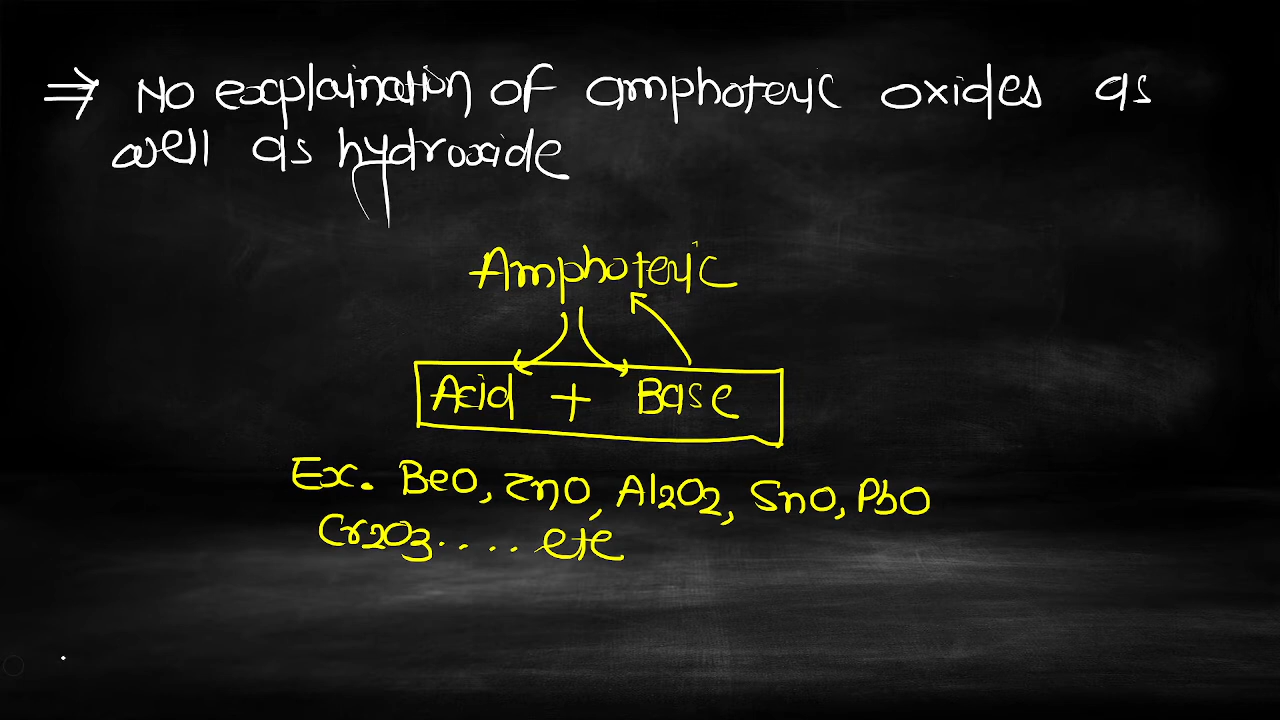 ⇒ No explaination of amphoteric oxides as
well as hydroxide
Amphoteric
Acid + Base
Ex. BeO, ZnO, Al2O2, SnO, PbO
Cr2O3..... etc